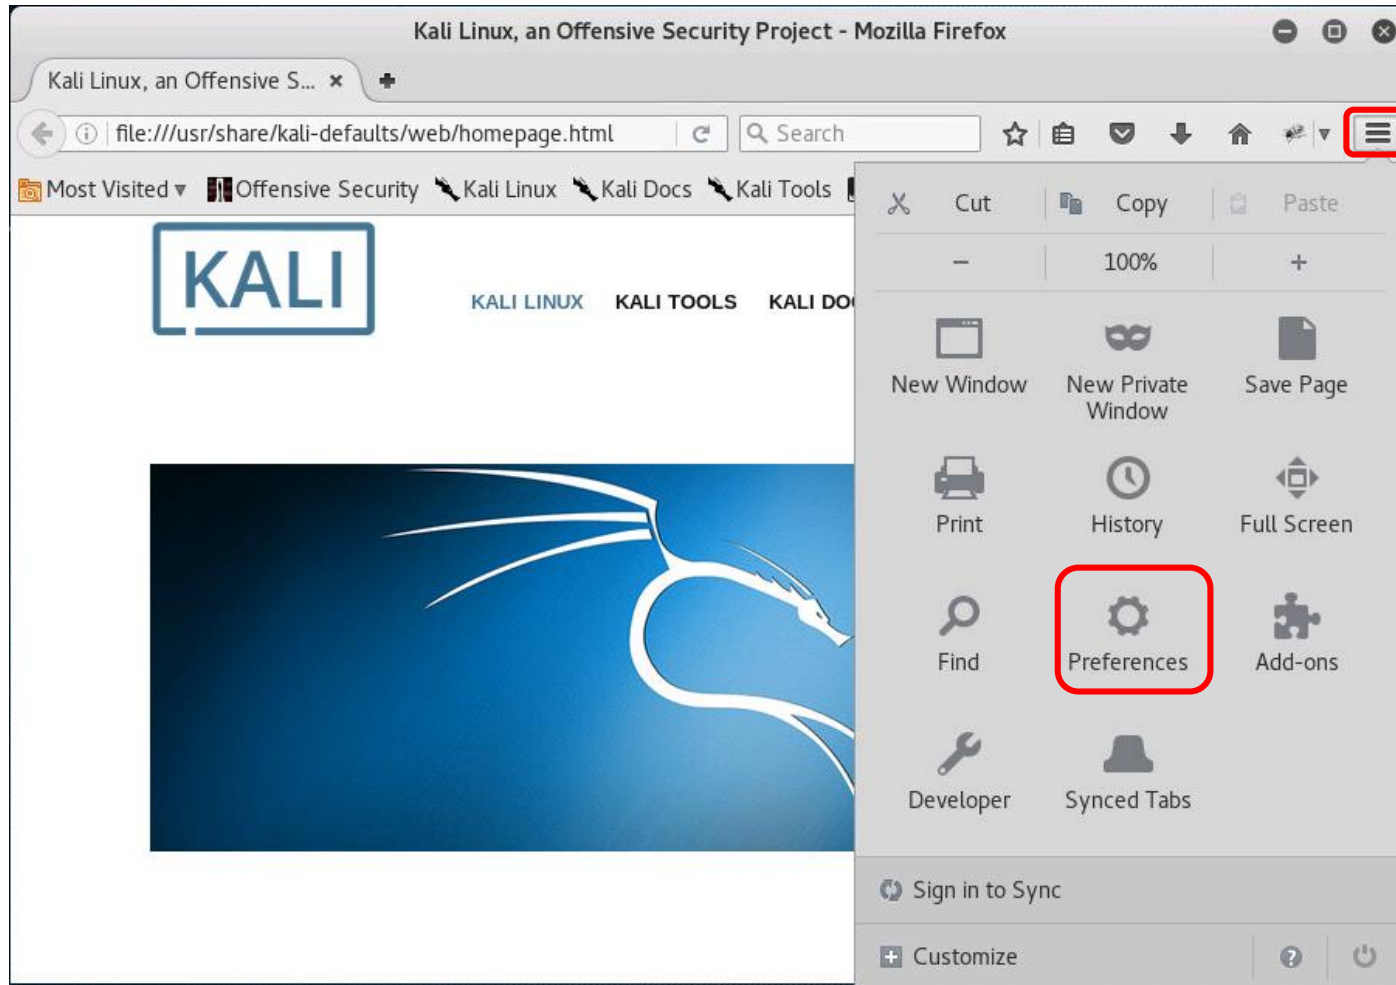 Kali Linux, an Offensive Security Project - Mozilla Firefox
Kali Linux, an Offensive S...
file:///usr/share/kali-defaults/web/homepage.html Search
Most Visited Offensive Security Kali Linux Kali Docs Kali Tools
Cut Copy Paste
− 100% +
KALI
KALI LINUX KALI TOOLS KALI DO
New Window New Private Window Save Page
Print History Full Screen
Find Preferences Add-ons
Developer Synced Tabs
Sign in to Sync
Customize